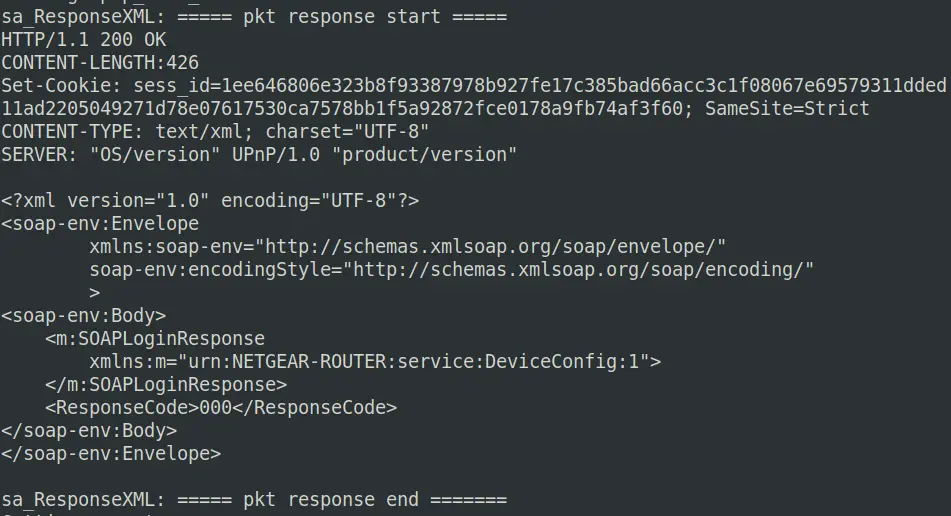 sa_ResponseXML: ===== pkt response start =====
HTTP/1.1 200 OK
CONTENT-LENGTH:426
Set-Cookie: sess_id=1ee646806e323b8f93387978b927fe17c385bad66acc3c1f08067e69579311dded
11ad2205049271d78e07617530ca7578bb1f5a92872fce0178a9fb74af3f60; SameSite=Strict
CONTENT-TYPE: text/xml; charset="UTF-8"
SERVER: "OS/version" UPnP/1.0 "product/version"

<?xml version="1.0" encoding="UTF-8"?>
<soap-env:Envelope
        xmlns:soap-env="http://schemas.xmlsoap.org/soap/envelope/"
        soap-env:encodingStyle="http://schemas.xmlsoap.org/soap/encoding/"
        >
<soap-env:Body>
    <m:SOAPLoginResponse
        xmlns:m="urn:NETGEAR-ROUTER:service:DeviceConfig:1">
    </m:SOAPLoginResponse>
    <ResponseCode>000</ResponseCode>
</soap-env:Body>
</soap-env:Envelope>

sa_ResponseXML: ===== pkt response end =======